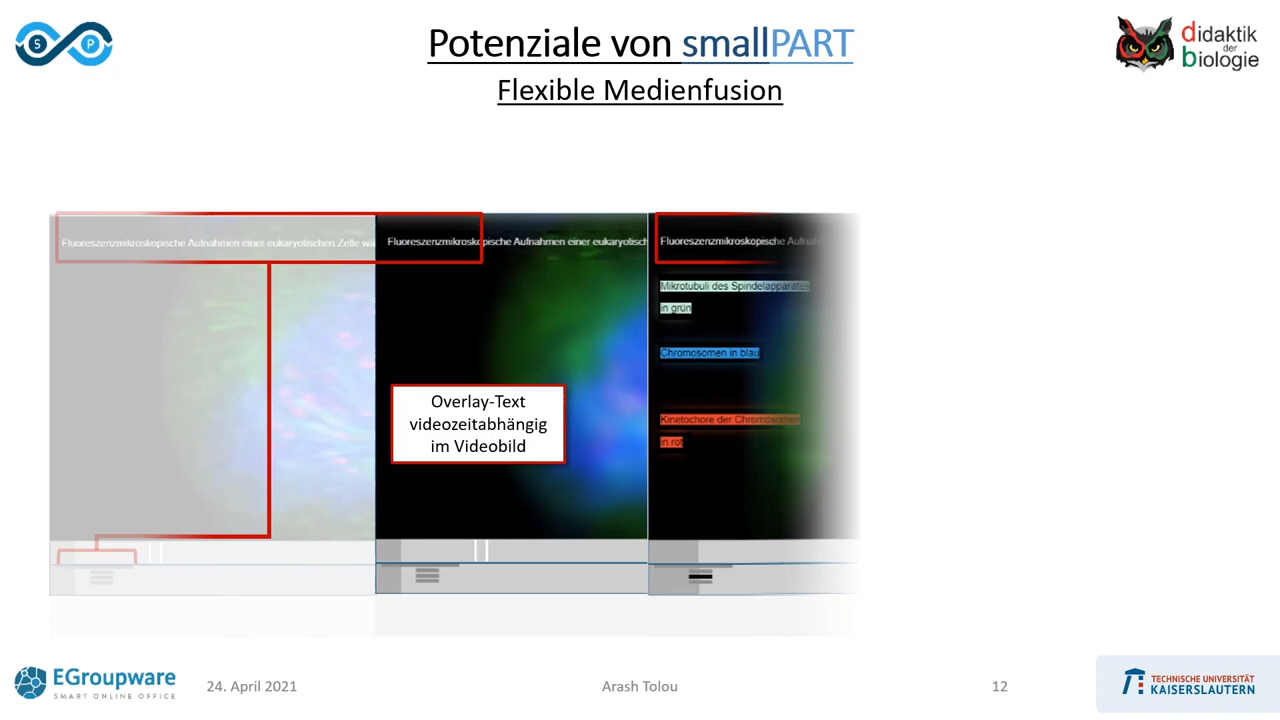 S P
Potenziale von smallPART
Flexible Medienfusion
didaktik
der
biologie
Fluoreszenzmikroskopische Aufnahmen einer eukaryotischen Zelle wä
Fluoreszenzmikroskopische Aufnahmen einer eukaryotisch
Fluoreszenzmikroskopische Aufnah
Mikrotubuli des Spindelapparates
in grün
Chromosomen in blau
Kinetochore der Chromosomen
in rot
Overlay-Text
videozeitabhängig
im Videobild
EGroupware
SMART ONLINE OFFICE
24. April 2021
Arash Tolou
12
TECHNISCHE UNIVERSITÄT
KAISERSLAUTERN